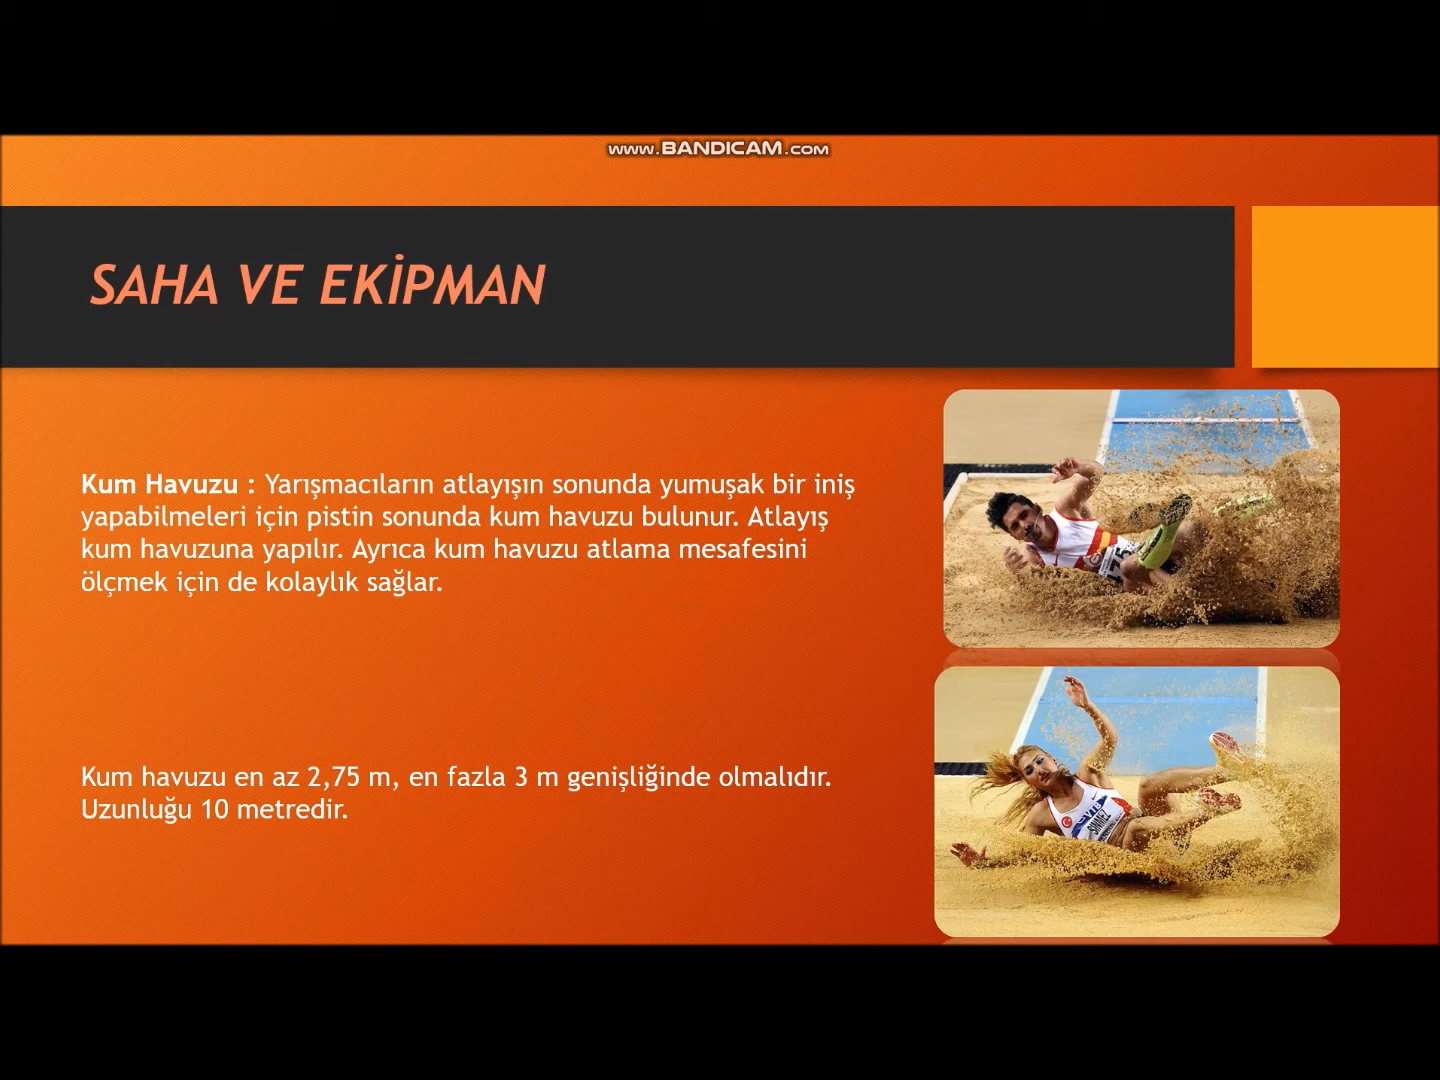 www.BANDICAM.com
SAHA VE EKİPMAN
Kum Havuzu : Yarışmacıların atlayışın sonunda yumuşak bir iniş
yapabilmeleri için pistin sonunda kum havuzu bulunur. Atlayış
kum havuzuna yapılır. Ayrıca kum havuzu atlama mesafesini
ölçmek için de kolaylık sağlar.
175
Kum havuzu en az 2,75 m, en fazla 3 m genişliğinde olmalıdır.
Uzunluğu 10 metredir.